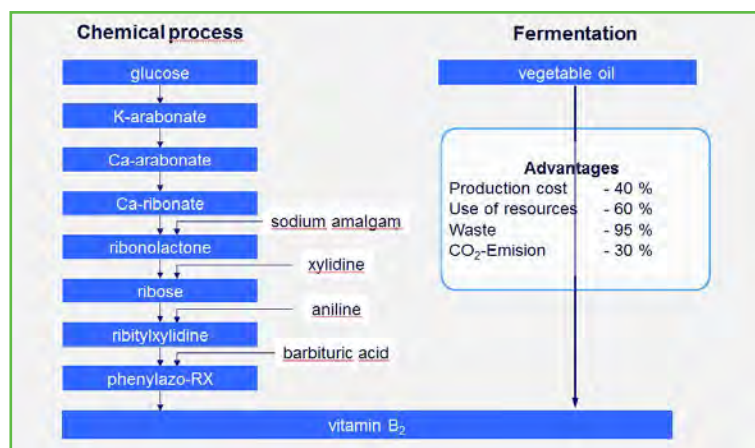 Chemical process
glucose
K-arabonate
Ca-arabonate
Ca-ribonate
sodium amalgam
ribonolactone
xylidine
ribose
aniline
ribitylxylidine
barbituric acid
phenylazo-RX
Fermentation
vegetable oil
Advantages
Production cost - 40 %
Use of resources - 60 %
Waste - 95 %
CO₂-Emision - 30 %
vitamin B₂